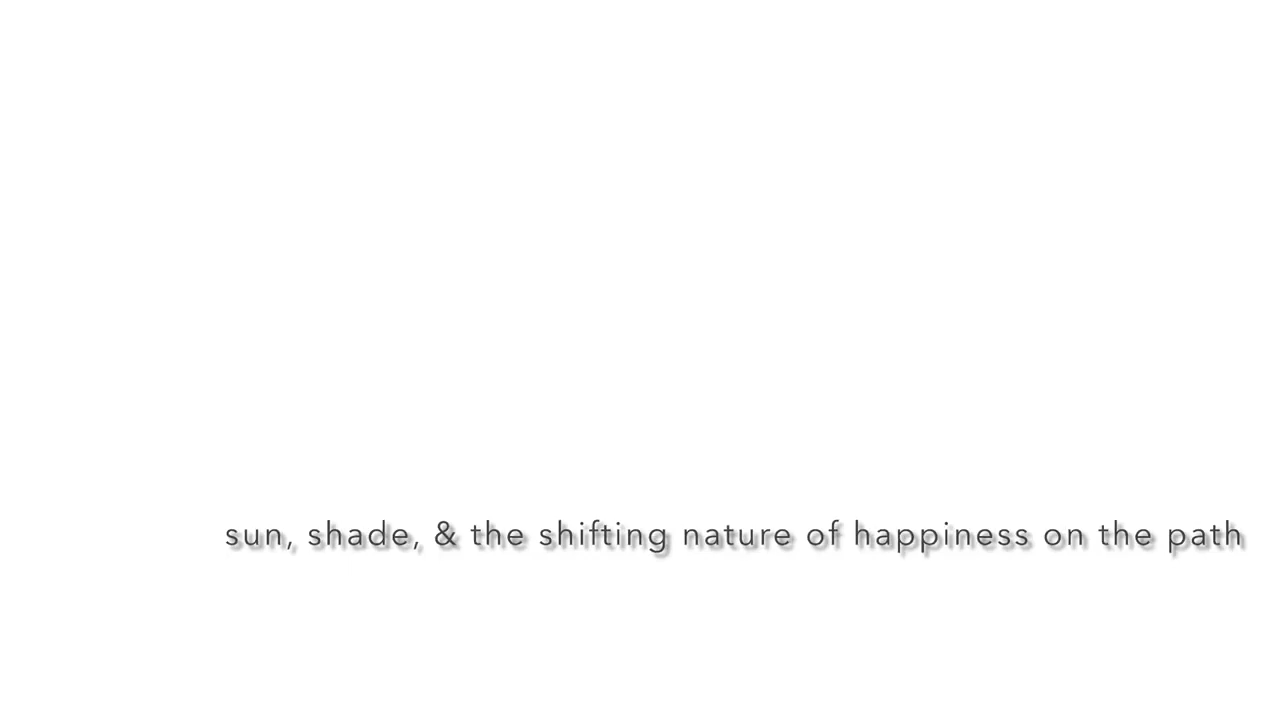 sun, shade, & the shifting nature of happiness on the path